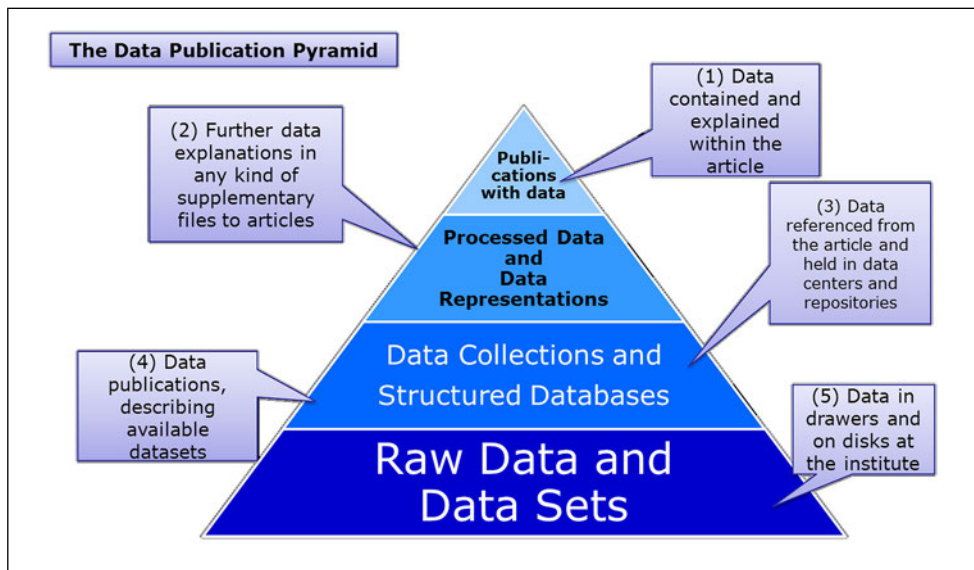 The Data Publication Pyramid
(1) Data
contained and
explained
within the
article
(2) Further data
explanations in
any kind of
supplementary
files to articles
Publi-
cations
with data
(3) Data
referenced from
the article and
held in data
centers and
repositories
Processed Data
and
Data
Representations
Data Collections and
Structured Databases
(4) Data
publications,
describing
available
datasets
(5) Data in
drawers and
on disks at
the institute
Raw Data and
Data Sets